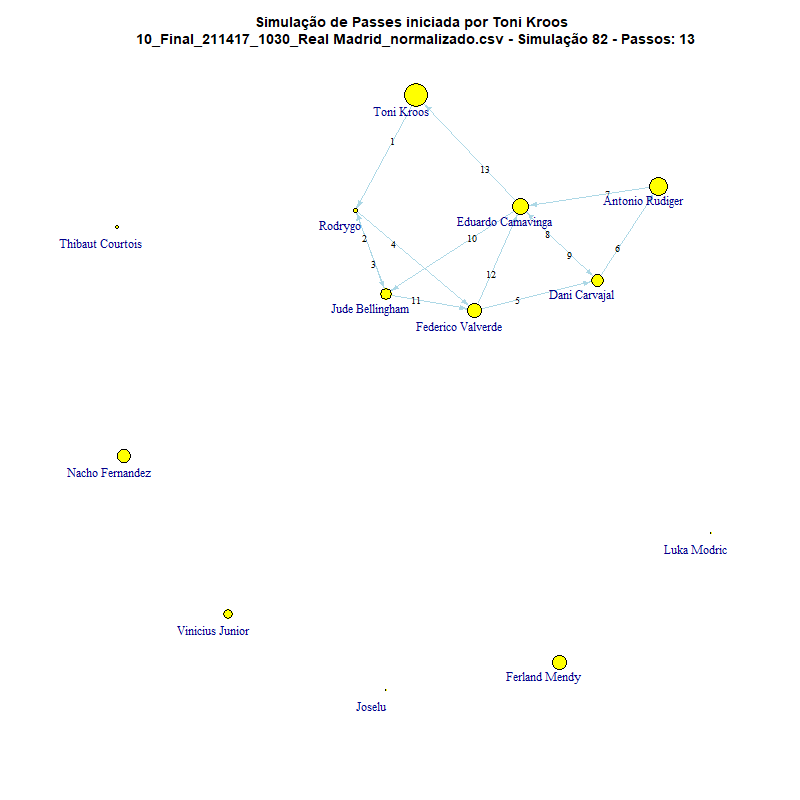 Simulação de Passes iniciada por Toni Kroos
10_Final_211417_1030_Real Madrid_normalizado.csv - Simulação 82 - Passos: 13
Toni Kroos
1
13
7
Antonio Rudiger
Eduardo Camavinga
Rodrygo
Thibaut Courtois
2
4
10
8
6
3
9
12
Dani Carvajal
11
5
Jude Bellingham
Federico Valverde
Nacho Fernandez
Luka Modric
Vinicius Junior
Ferland Mendy
Joselu